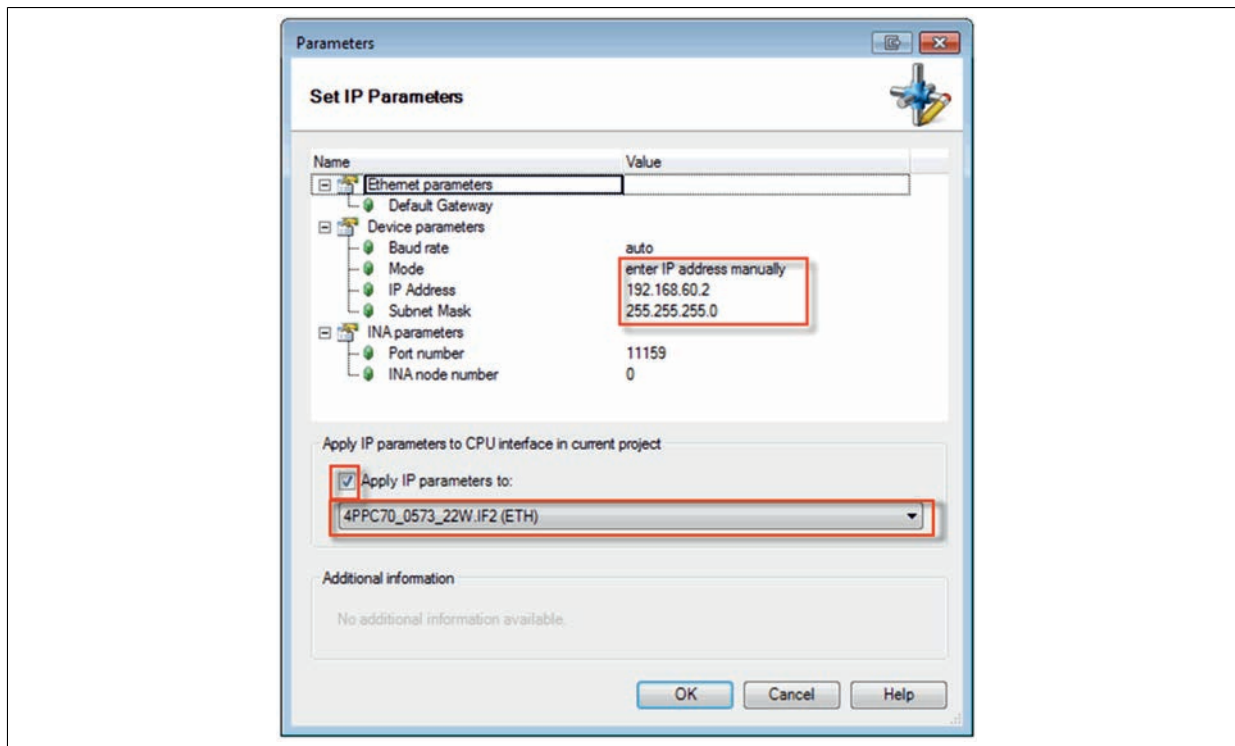 Parameters
Set IP Parameters
Name Value
Ethernet parameters
Default Gateway
Device parameters
Baud rate auto
Mode enter IP address manually
IP Address 192.168.60.2
Subnet Mask 255.255.255.0
INA parameters
Port number 11159
INA node number 0
Apply IP parameters to CPU interface in current project
Apply IP parameters to:
4PPC70_0573_22W.IF2 (ETH)
Additional information
No additional information available.
OK Cancel Help